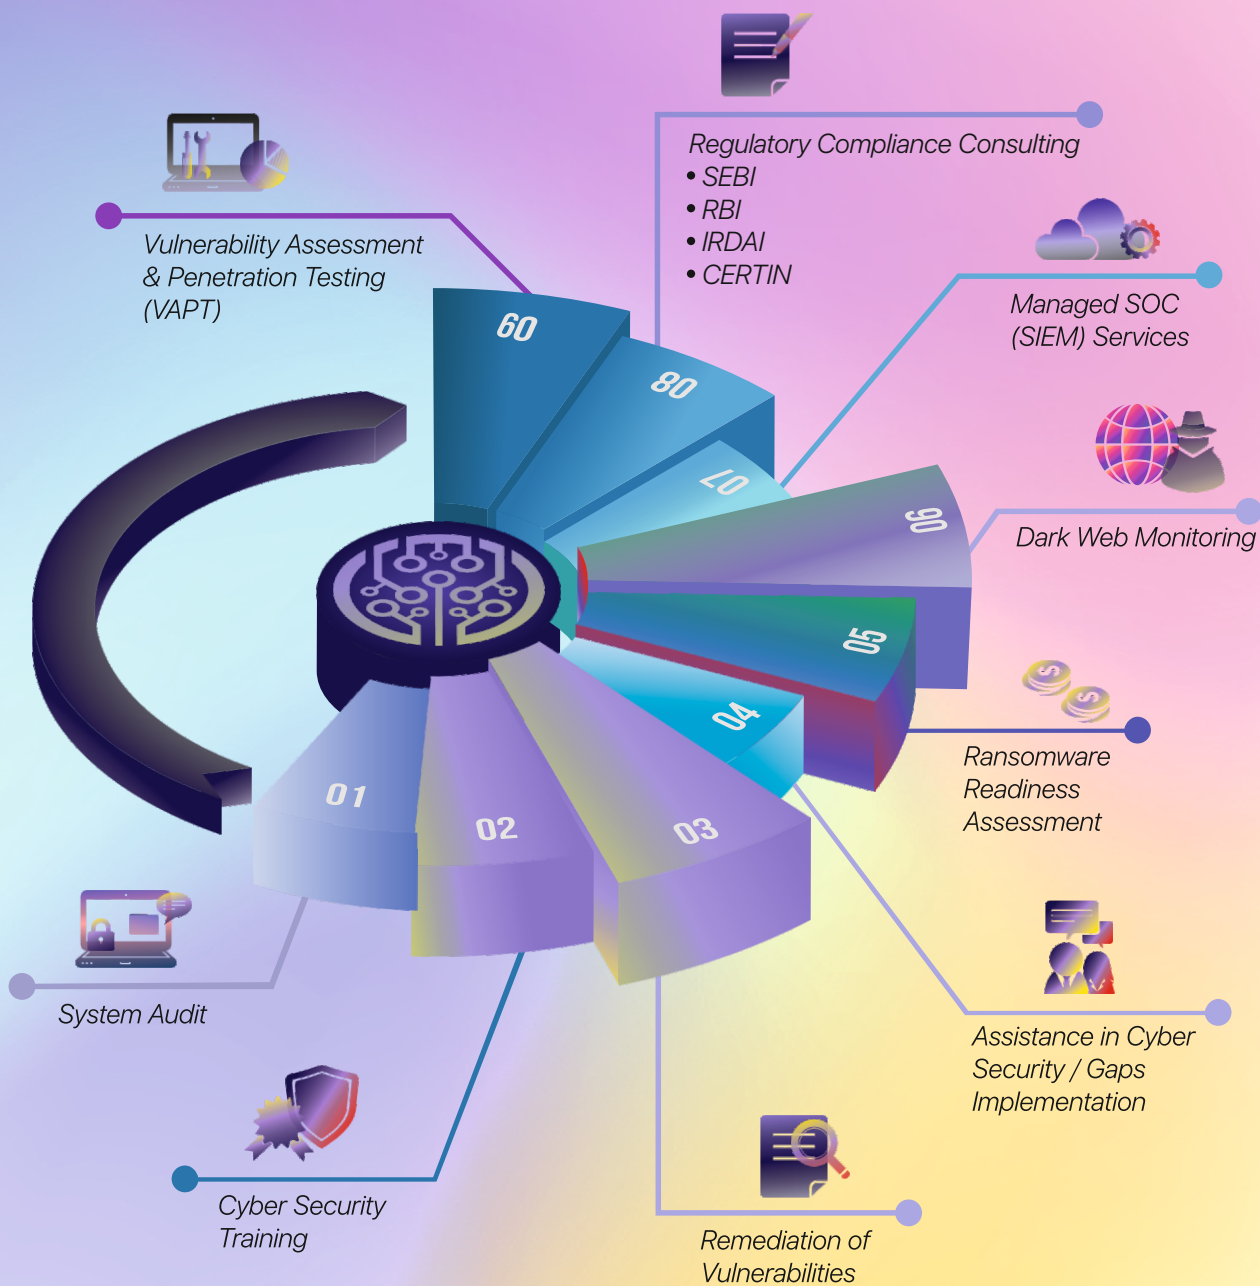 Vulnerability Assessment
& Penetration Testing
(VAPT)
Regulatory Compliance Consulting
• SEBI
• RBI
• IRDAI
• CERTIN
Managed SOC
(SIEM) Services
Dark Web Monitoring
Ransomware
Readiness
Assessment
Assistance in Cyber
Security / Gaps
Implementation
Remediation of
Vulnerabilities
Cyber Security
Training
System Audit
09
08
07
06
05
04
03
02
01